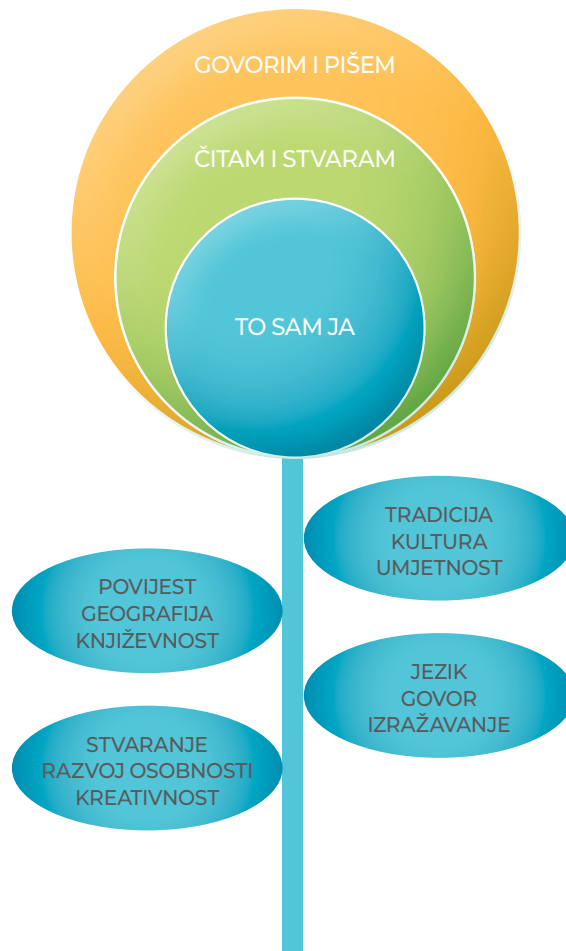 GOVORIM I PIŠEM
ČITAM I STVARAM
TO SAM JA
TRADICIJA
KULTURA
UMJETNOST
POVIJEST
GEOGRAFIJA
KNJIŽEVNOST
JEZIK
GOVOR
IZRAŽAVANJE
STVARANJE
RAZVOJ OSOBNOSTI
KREATIVNOST